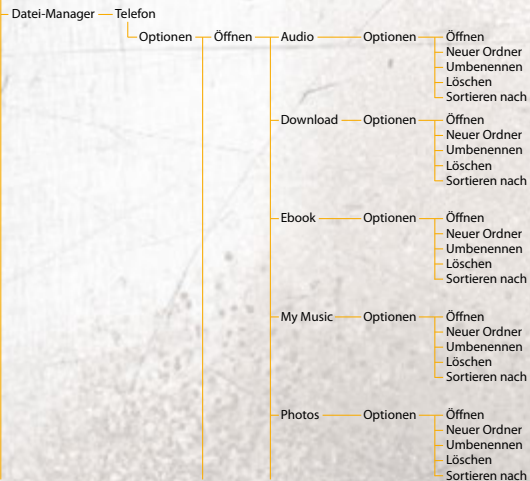 Datei-Manager Telefon
Optionen Öffnen Audio Optionen Öffnen
Neuer Ordner
Umbenennen
Löschen
Sortieren nach
Download Optionen Öffnen
Neuer Ordner
Umbenennen
Löschen
Sortieren nach
Ebook Optionen Öffnen
Neuer Ordner
Umbenennen
Löschen
Sortieren nach
My Music Optionen Öffnen
Neuer Ordner
Umbenennen
Löschen
Sortieren nach
Photos Optionen Öffnen
Neuer Ordner
Umbenennen
Löschen
Sortieren nach